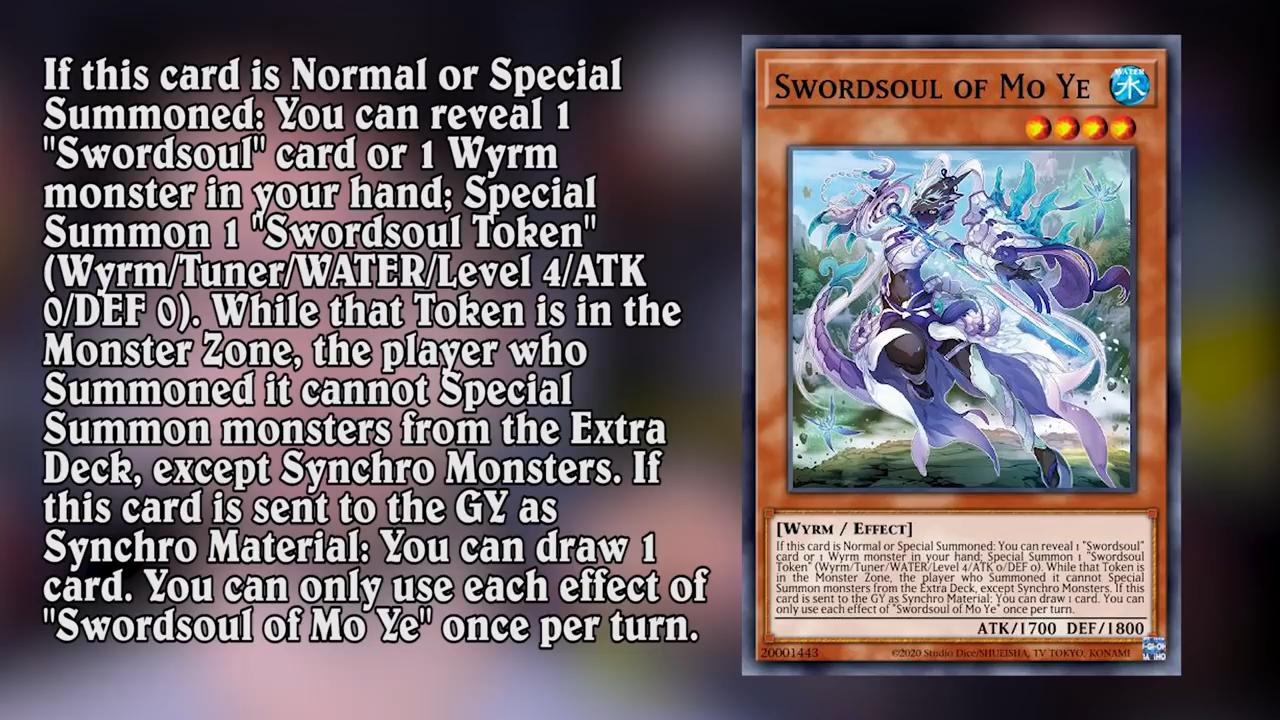 If this card is Normal or Special
Summoned: You can reveal 1
"Swordsoul" card or 1 Wyrm
monster in your hand; Special
Summon 1 "Swordsoul Token"
(Wyrm/Tuner/WATER/Level 4/ATK
0/DEF 0). While that Token is in the
Monster Zone, the player who
Summoned it cannot Special
Summon monsters from the Extra
Deck, except Synchro Monsters. If
this card is sent to the GY as
Synchro Material: You can draw 1
card. You can only use each effect of
"Swordsoul of Mo Ye" once per turn.
Swordsoul of Mo Ye
WATER
水
[Wyrm / Effect]
If this card is Normal or Special Summoned: You can reveal 1 "Swordsoul"
card or 1 Wyrm monster in your hand; Special Summon 1 "Swordsoul
Token" (Wyrm/Tuner/WATER/Level 4/ATK 0/DEF 0). While that Token is
in the Monster Zone, the player who Summoned it cannot Special
Summon monsters from the Extra Deck, except Synchro Monsters. If this
card is sent to the GY as Synchro Material: You can draw 1 card. You can
only use each effect of "Swordsoul of Mo Ye" once per turn.
ATK/1700 DEF/1800
20001443
©2020 Studio Dice/SHUEISHA, TV TOKYO, KONAMI